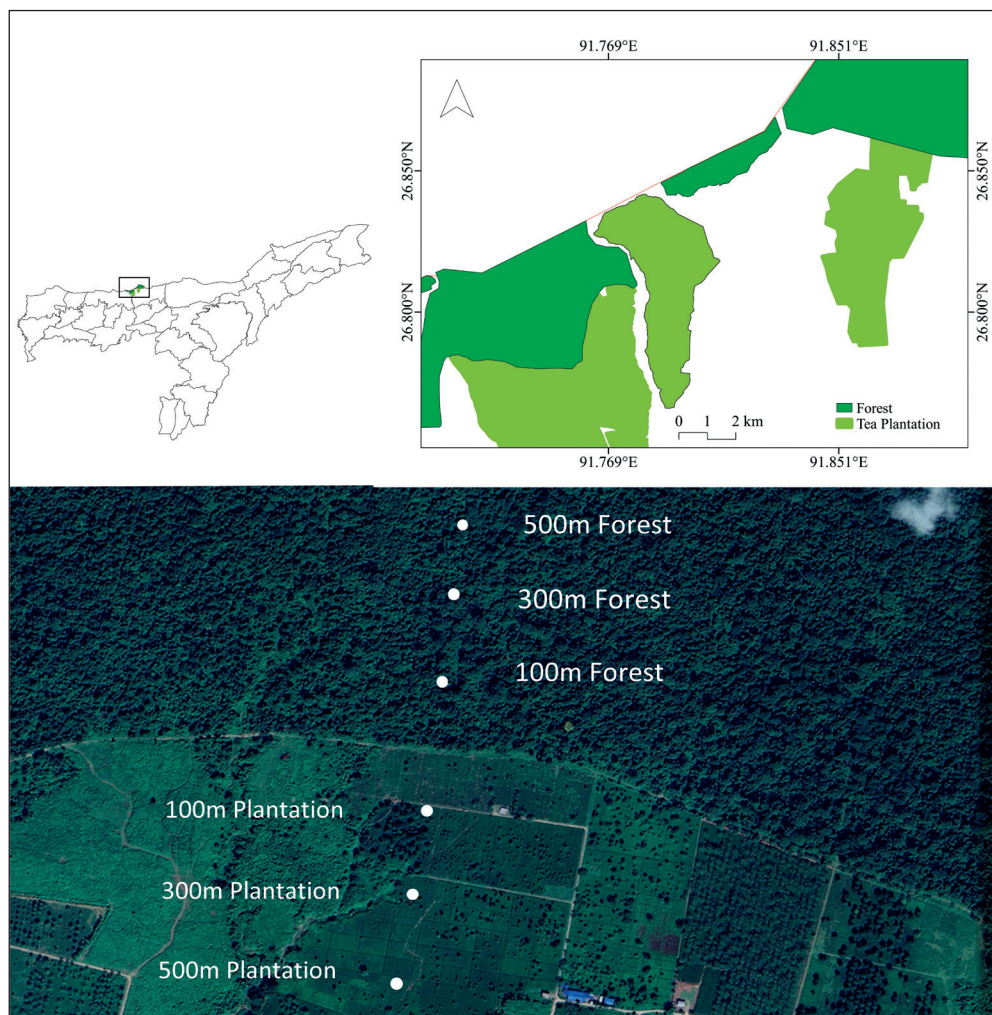 91.769°E
91.851°E
26.850°N
26.850°N
26.800°N
26.800°N
Forest
Tea Plantation
0 1 2 km
91.769°E
91.851°E
500m Forest
300m Forest
100m Forest
100m Plantation
300m Plantation
500m Plantation